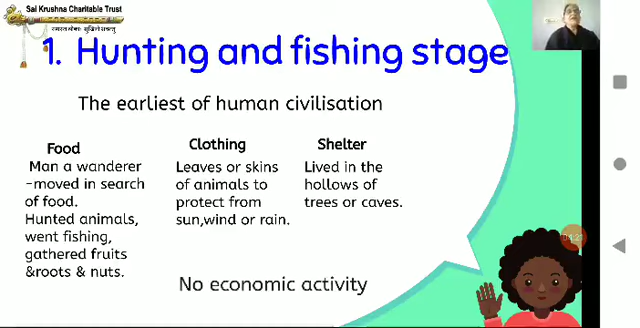 Sai Krushna Charitable Trust
1. Hunting and fishing stage
The earliest of human civilisation
Food
Man a wanderer
-moved in search
of food.
Hunted animals,
went fishing,
gathered fruits
&roots & nuts.
Clothing
Leaves or skins
of animals to
protect from
sun,wind or rain.
Shelter
Lived in the
hollows of
trees or caves.
No economic activity